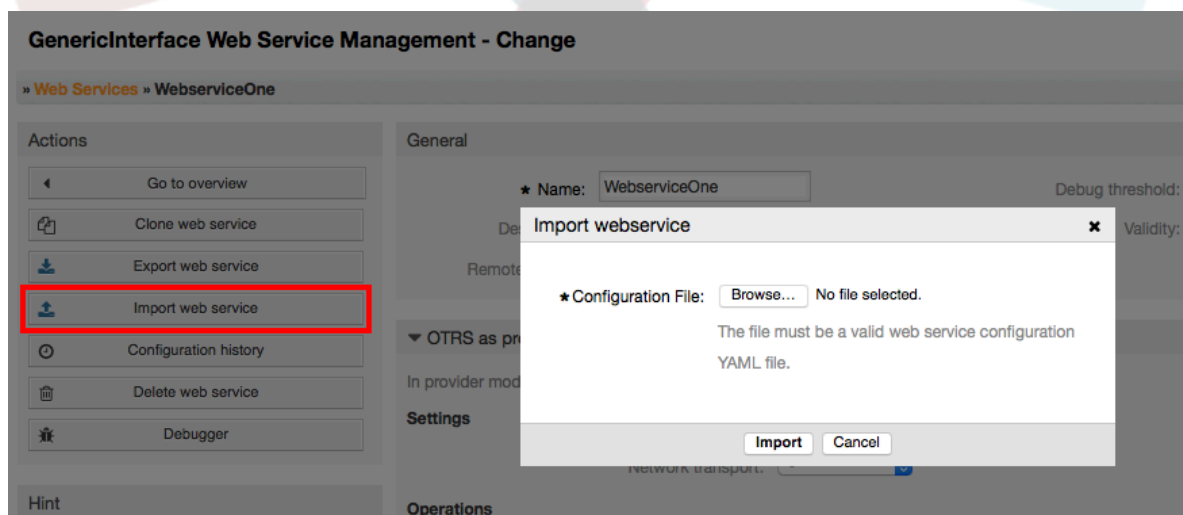 GenericInterface Web Service Management - Change
» Web Services » WebserviceOne
Actions
Go to overview
Clone web service
Export web service
Import web service
Configuration history
Delete web service
Debugger
Hint
General
★ Name: WebserviceOne
Debug threshold:
Validity:
Remote
▼ OTRS as pr
In provider mod
Settings
Network transport: -
Operations
Import webservice
★ Configuration File: Browse... No file selected.
The file must be a valid web service configuration
YAML file.
Import Cancel